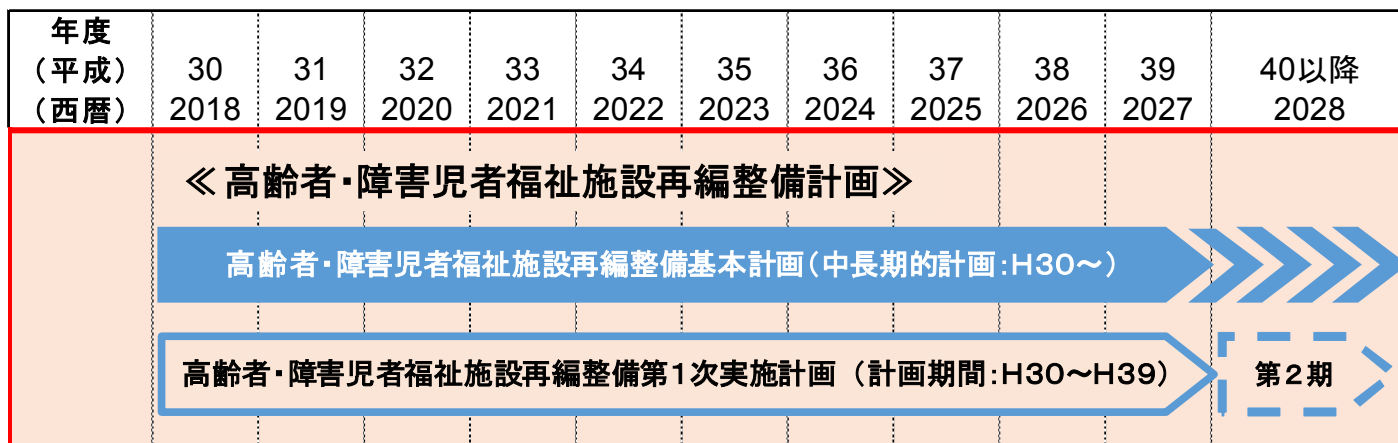 年度
（平成） 30 31 32 33 34 35 36 37 38 39 40以降
（西暦） 2018 2019 2020 2021 2022 2023 2024 2025 2026 2027 2028
≪高齢者・障害児者福祉施設再編整備計画≫
高齢者・障害児者福祉施設再編整備基本計画（中長期的計画：H30～）
高齢者・障害児者福祉施設再編整備第１次実施計画（計画期間：H30～H39） 第２期